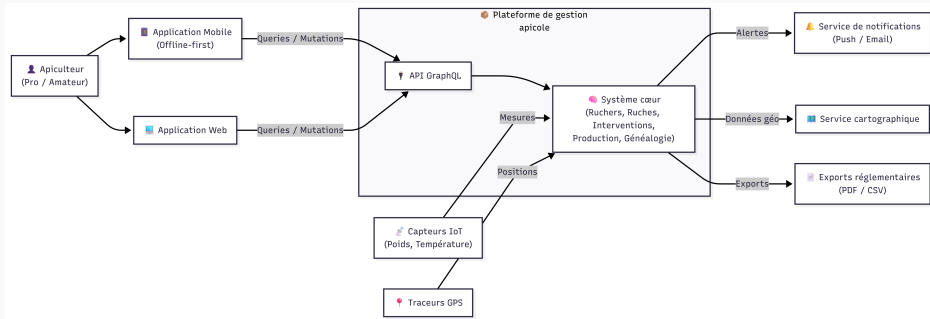 Plateforme de gestion
apicole
Application Mobile
(Offline-first)
Queries / Mutations
Alertes
Service de notifications
(Push / Email)
Apiculteur
(Pro / Amateur)
API GraphQL
Système cœur
(Ruchers, Ruches,
Interventions,
Production, Généalogie)
Mesures
Données géo
Service cartographique
Application Web
Queries / Mutations
Positions
Exports
Exports réglementaires
(PDF / CSV)
Capteurs IoT
(Poids, Température)
Traceurs GPS